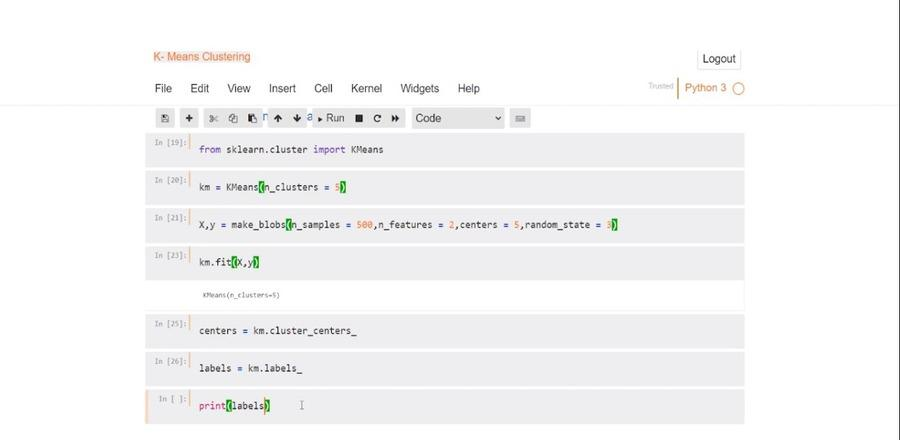 K- Means Clustering
Logout
File Edit View Insert Cell Kernel Widgets Help
Trusted Python 3
Run Code
In [19]: from sklearn.cluster import KMeans
In [20]: km = KMeans(n_clusters = 5)
In [21]: X,y = make_blobs(n_samples = 500,n_features = 2,centers = 5,random_state = 3)
In [23]: km.fit(X,y)
KMeans(n_clusters=5)
In [25]: centers = km.cluster_centers_
In [26]: labels = km.labels_
In [ ]: print(labels)